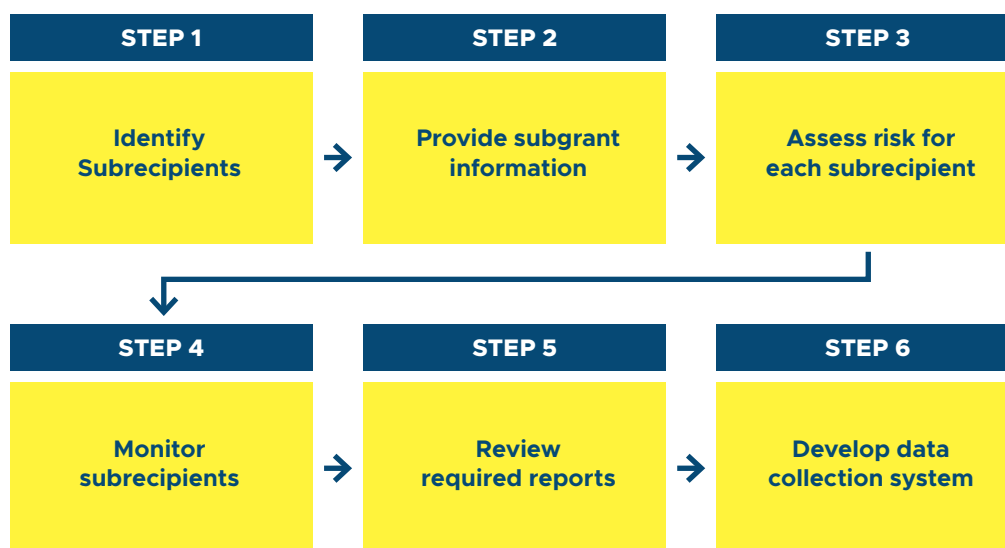 STEP 1
Identify
Subrecipients
STEP 2
Provide subgrant
information
STEP 3
Assess risk for
each subrecipient
STEP 4
Monitor
subrecipients
STEP 5
Review
required reports
STEP 6
Develop data
collection system